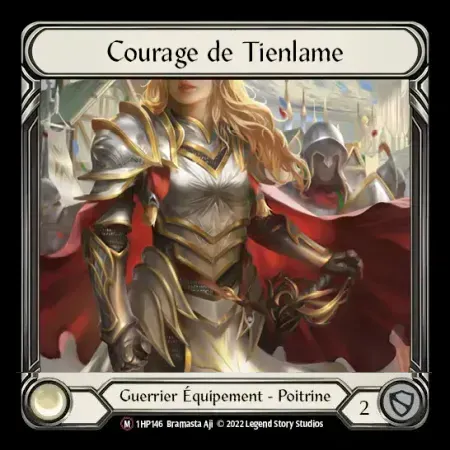 Courage de Tienlame
Guerrier Équipement - Poitrine
2
M 1HP146 Bramasta Aji © 2022 Legend Story Studios